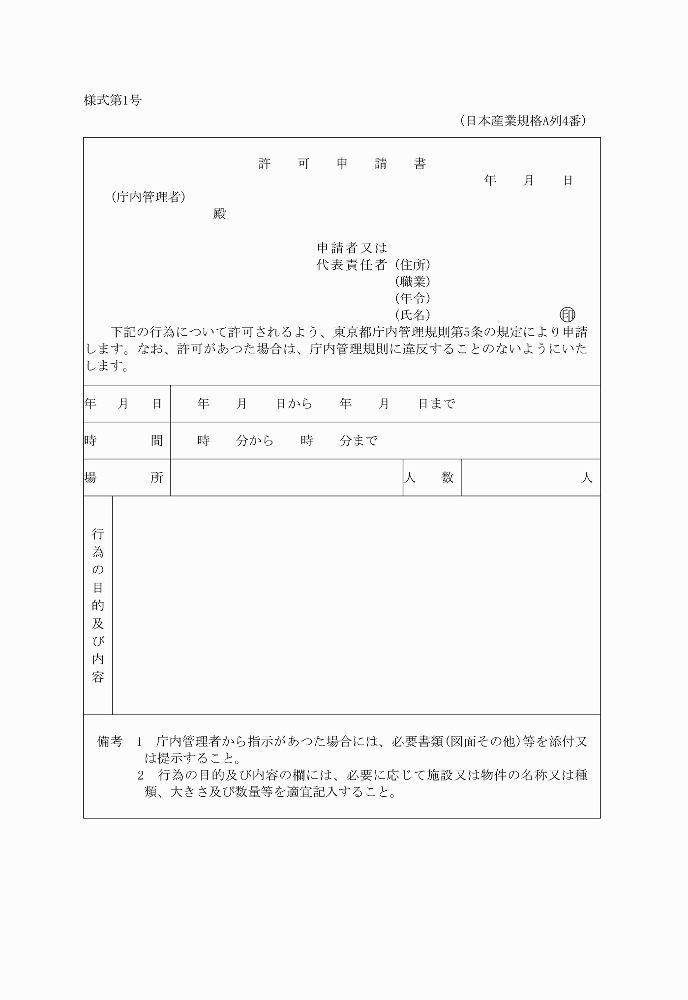 様式第1号
（日本産業規格A列4番）
許　可　申　請　書
年　月　日
（庁内管理者）
殿
申請者又は
代表責任者（住所）
（職業）
（年令）
（氏名）　㊞
下記の行為について許可されるよう、東京都庁内管理規則第5条の規定により申請
します。なお、許可があつた場合は、庁内管理規則に違反することのないようにいた
します。
年　月　日　年　月　日から　年　月　日まで
時　間　時　分から　時　分まで
場　所　人　数　人
行為の目的及び内容
備考　1　庁内管理者から指示があつた場合には、必要書類(図面その他)等を添付又
は提示すること。
2　行為の目的及び内容の欄には、必要に応じて施設又は物件の名称又は種
類、大きさ及び数量等を適宜記入すること。